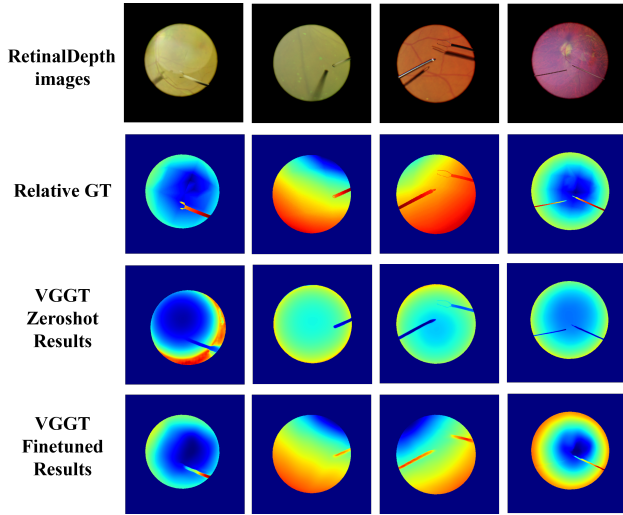 RetinalDepth
images
Relative GT
VGGT
Zeroshot
Results
VGGT
Finetuned
Results